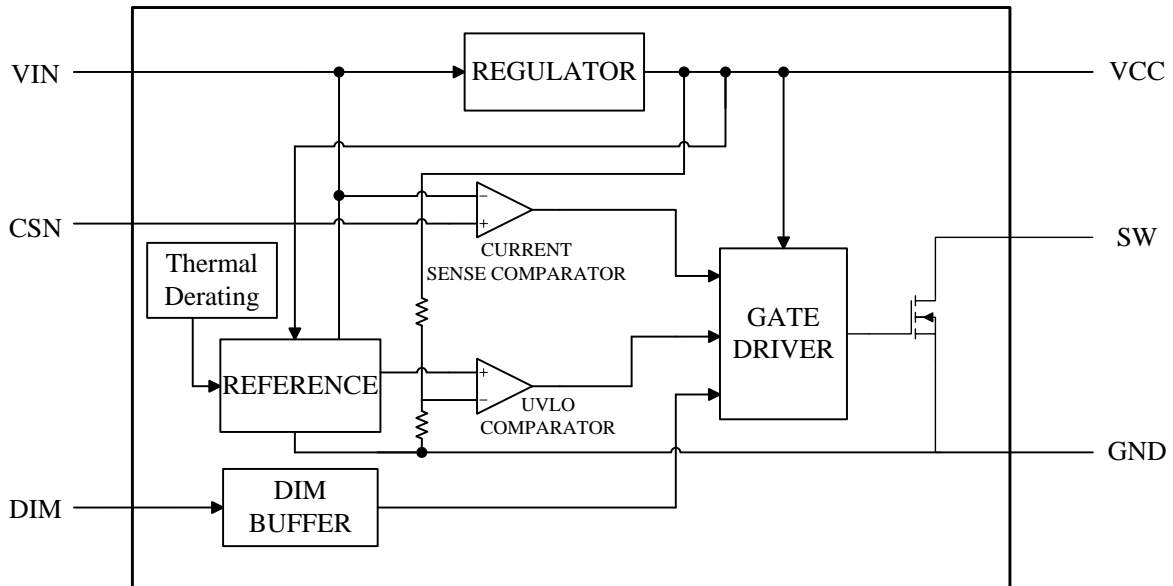 VIN
REGULATOR
VCC
−
+
CSN
CURRENT
SENSE COMPARATOR
SW
Thermal
Derating
GATE
DRIVER
REFERENCE
+
−
UVLO
COMPARATOR
GND
DIM
DIM
BUFFER